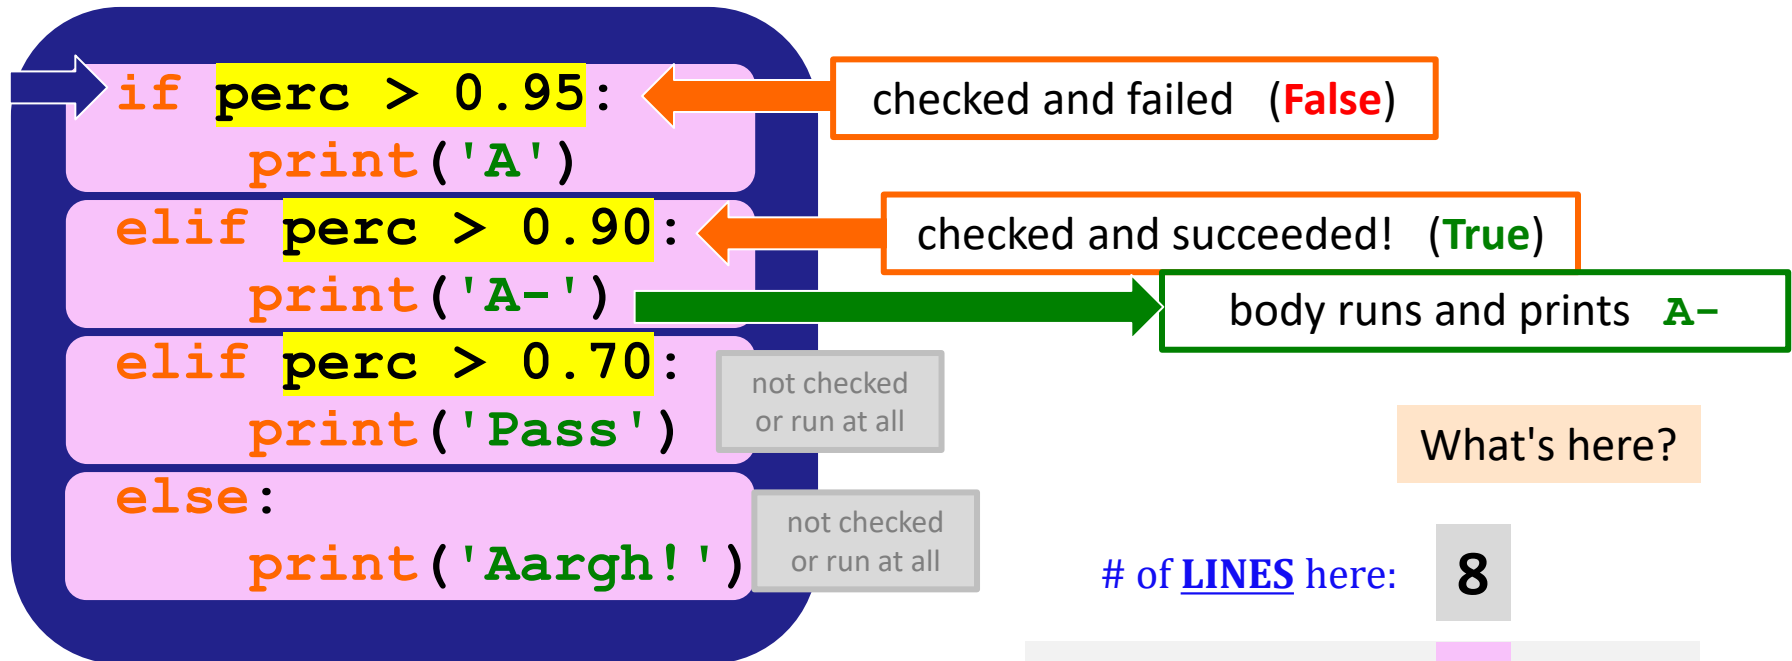 if perc > 0.95:
print('A')
elif perc > 0.90:
print('A-')
elif perc > 0.70:
print('Pass')
else:
print('Aargh!')
checked and failed (False)
checked and succeeded! (True)
body runs and prints A-
not checked
or run at all
not checked
or run at all
What's here?
# of LINES here: 8